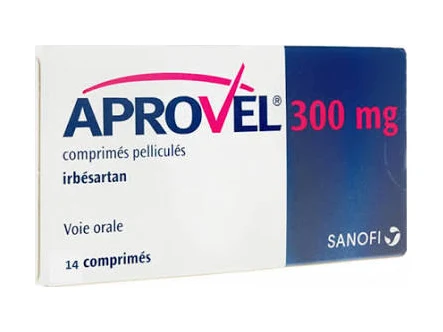 APROVEL® 300 mg
comprimés pelliculés
irbésartan
Voie orale
14 comprimés
SANOFI